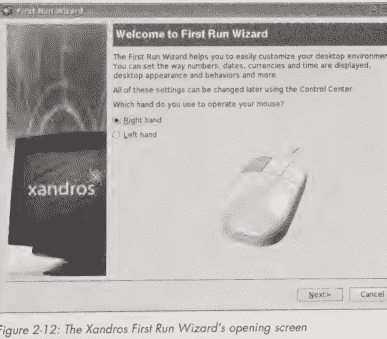 First Run Wizard
Welcome to First Run Wizard
The First Run Wizard helps you to easily customize your desktop
You can set the way numbers, dates, currencies and time are displayed,
desktop appearance and behaviors and more.
All of these settings can be changed later using the Control Center.
Which hand do you use to operate your mouse?
Right hand
Left hand
xandros
Next>
Cancel
Figure 2-12: The Xandros First Run Wizard's opening screen